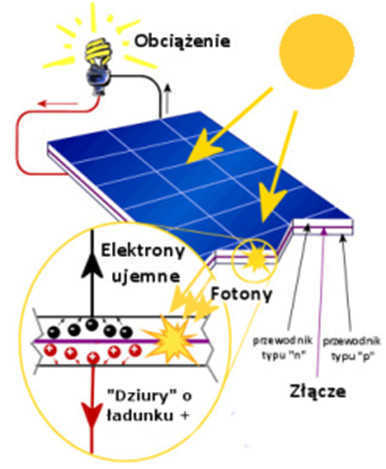 Obciążenie
Elektrony
ujemne
Fotony
przewodnik
typu "n"
przewodnik
typu "p"
Złącze
"Dziury" o
ładunku +